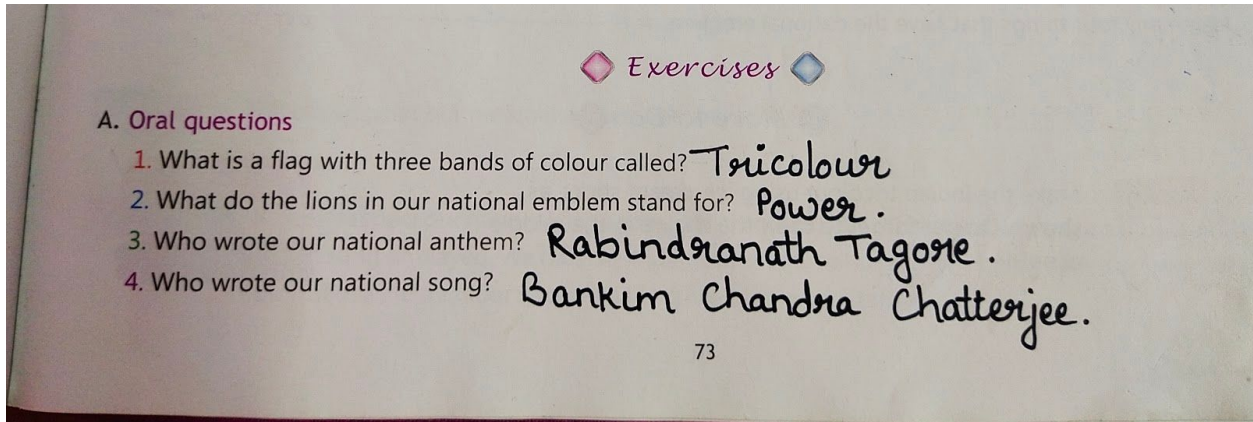 Exercises
A. Oral questions
1. What is a flag with three bands of colour called? Tricolour
2. What do the lions in our national emblem stand for? Power.
3. Who wrote our national anthem? Rabindranath Tagore.
4. Who wrote our national song? Bankim Chandra Chatterjee.
73